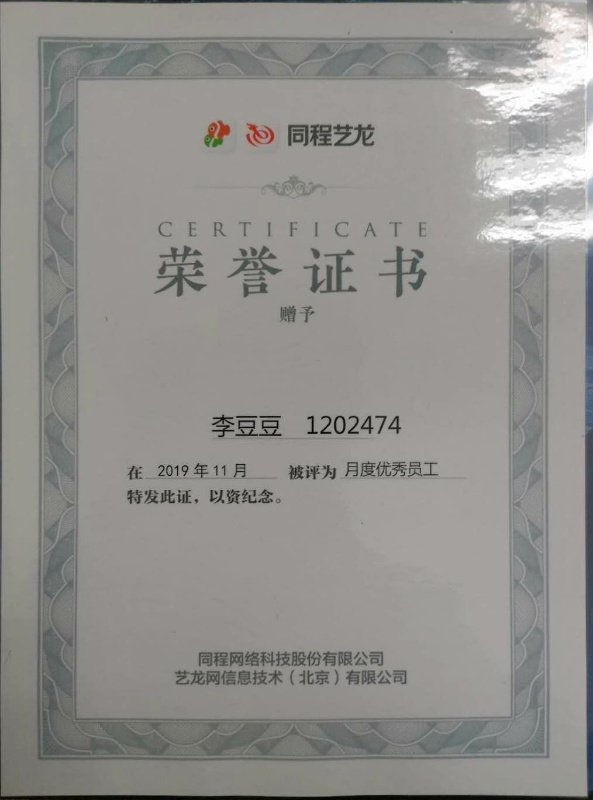 同程艺龙
CERTIFICATE
荣誉证书
赠予
李豆豆 1202474
在 2019 年 11 月 被评为 月度优秀员工
特发此证，以资纪念。
同程网络科技股份有限公司
艺龙网信息技术（北京）有限公司